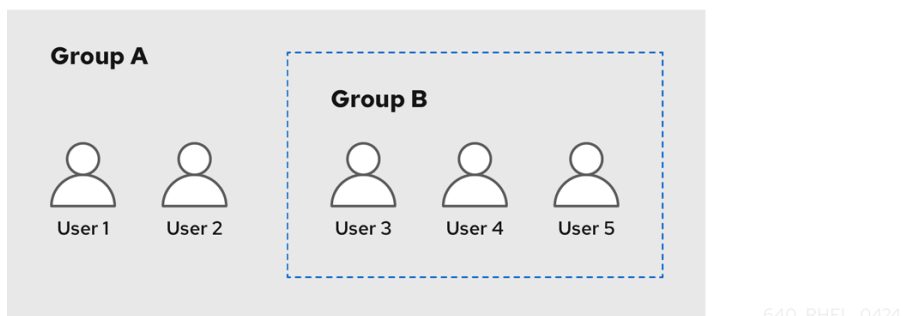 Group A
Group B
User 1
User 2
User 3
User 4
User 5
640_RHEL_0424